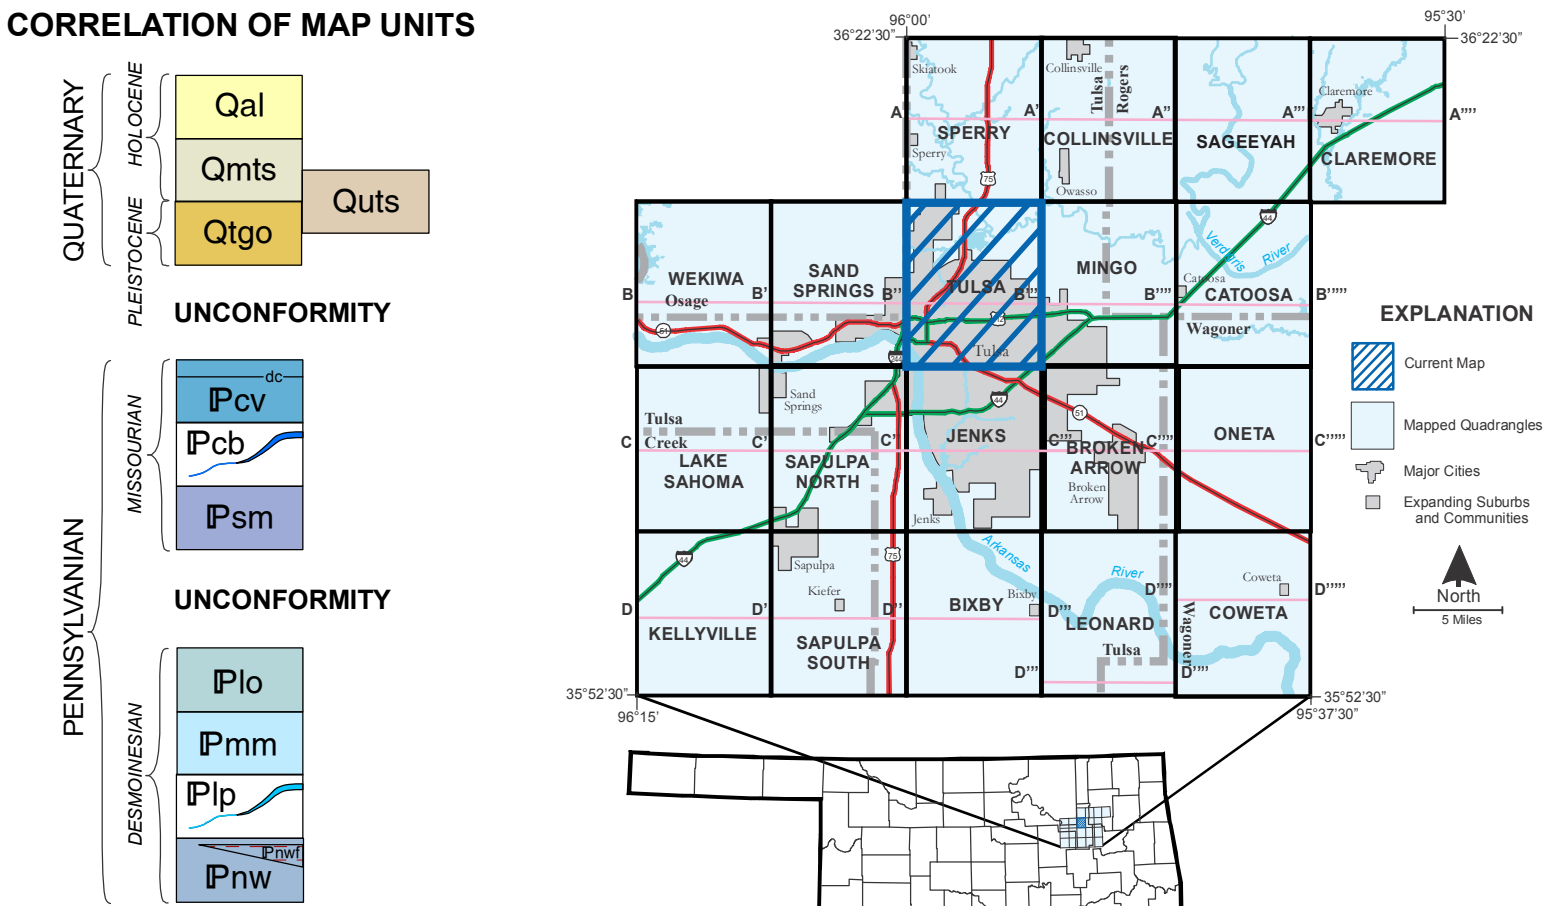 CORRELATION OF MAP UNITS
QUATERNARY
HOLOCENE
PLEISTOCENE
Qal
Qmts
Quts
Qtgo
UNCONFORMITY
PENNSYLVANIAN
MISSOURIAN
dc
ℙcv
ℙcb
ℙsm
UNCONFORMITY
DESMOINESIAN
ℙlo
ℙmm
ℙlp
ℙnwf
ℙnw
96°00'
95°30'
36°22'30"
36°22'30"
Skiatook
Collinsville
Tulsa
Rogers
Claremore
A
A'
A''
A'''
A''''
SPERRY
COLLINSVILLE
SAGEEYAH
CLAREMORE
Sperry
75
Owasso
44
Verdigris
River
WEKIWA
SAND
SPRINGS
TULSA
MINGO
Catoosa
CATOOSA
B
B'
B''
B'''
B''''
B'''''
Osage
Wagoner
51
Tulsa
244
Sand
Springs
44
51
Tulsa
Creek
C
C'
C''
C'''
C''''
C'''''
LAKE
SAHOMA
SAPULPA
NORTH
JENKS
BROKEN
ARROW
ONETA
Broken
Arrow
Jenks
44
Sapulpa
75
Arkansas
River
Kiefer
Bixby
Coweta
D
D'
D''
D'''
D''''
D'''''
KELLYVILLE
SAPULPA
SOUTH
BIXBY
LEONARD
COWETA
Wagoner
Tulsa
D'''
D''''
35°52'30"
35°52'30"
96°15'
95°37'30"
EXPLANATION
Current Map
Mapped Quadrangles
Major Cities
Expanding Suburbs
and Communities
North
5 Miles